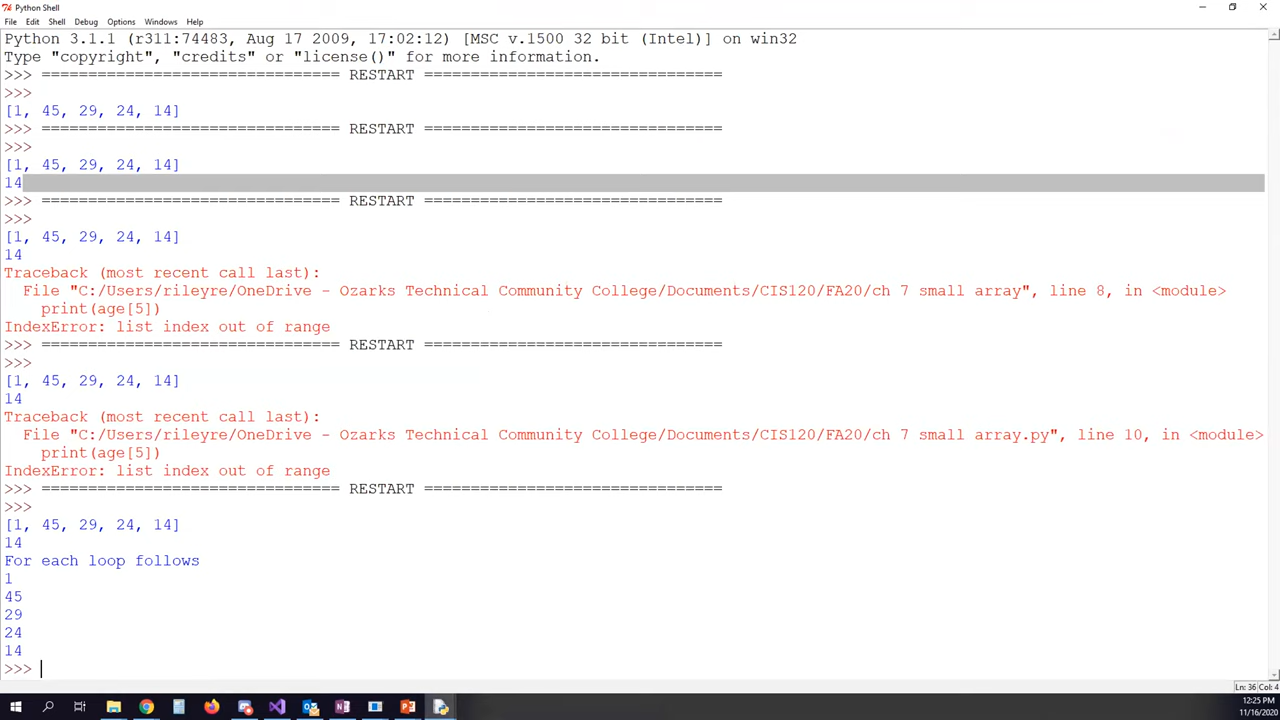 Python Shell
File Edit Shell Debug Options Windows Help
Python 3.1.1 (r311:74483, Aug 17 2009, 17:02:12) [MSC v.1500 32 bit (Intel)] on win32
Type "copyright", "credits" or "license()" for more information.
>>> ================================ RESTART ================================
>>>
[1, 45, 29, 24, 14]
>>> ================================ RESTART ================================
>>>
[1, 45, 29, 24, 14]
14
>>> ================================ RESTART ================================
>>>
[1, 45, 29, 24, 14]
14
Traceback (most recent call last):
  File "C:/Users/rileyre/OneDrive - Ozarks Technical Community College/Documents/CIS120/FA20/ch 7 small array", line 8, in <module>
    print(age[5])
IndexError: list index out of range
>>> ================================ RESTART ================================
>>>
[1, 45, 29, 24, 14]
14
Traceback (most recent call last):
  File "C:/Users/rileyre/OneDrive - Ozarks Technical Community College/Documents/CIS120/FA20/ch 7 small array.py", line 10, in <module>
    print(age[5])
IndexError: list index out of range
>>> ================================ RESTART ================================
>>>
[1, 45, 29, 24, 14]
14
For each loop follows
1
45
29
24
14
>>>
Ln: 36 Col: 4
12:25 PM
11/16/2020